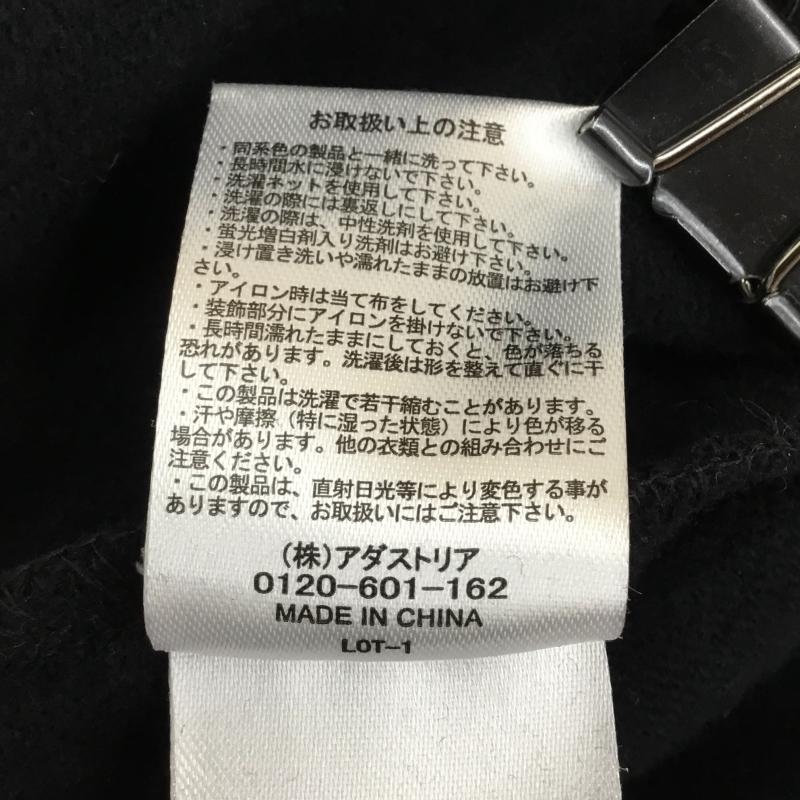 お取扱い上の注意
・同系色の製品と一緒に洗って下さい。
・長時間水に浸けないで下さい。
・洗濯ネットを使用して下さい。
・洗濯の際には裏返しにして下さい。
・洗濯の際は、中性洗剤を使用して下さい。
・蛍光増白剤入り洗剤はお避け下さい。
・浸け置き洗いや濡れたままの放置はお避け下
さい。
・アイロン時は当て布をしてください。
・装飾部分にアイロンを掛けないで下さい。
・長時間濡れたままにしておくと、色が落ちる
恐れがあります。洗濯後は形を整えて直ぐに干
して下さい。
・この製品は洗濯で若干縮むことがあります。
・汗や摩擦（特に湿った状態）により色が移る
場合があります。他の衣類との組み合わせにご
注意ください。
・この製品は、直射日光等により変色する事が
ありますので、お取扱いにはご注意下さい。
（株）アダストリア
0120-601-162
MADE IN CHINA
LOT-1